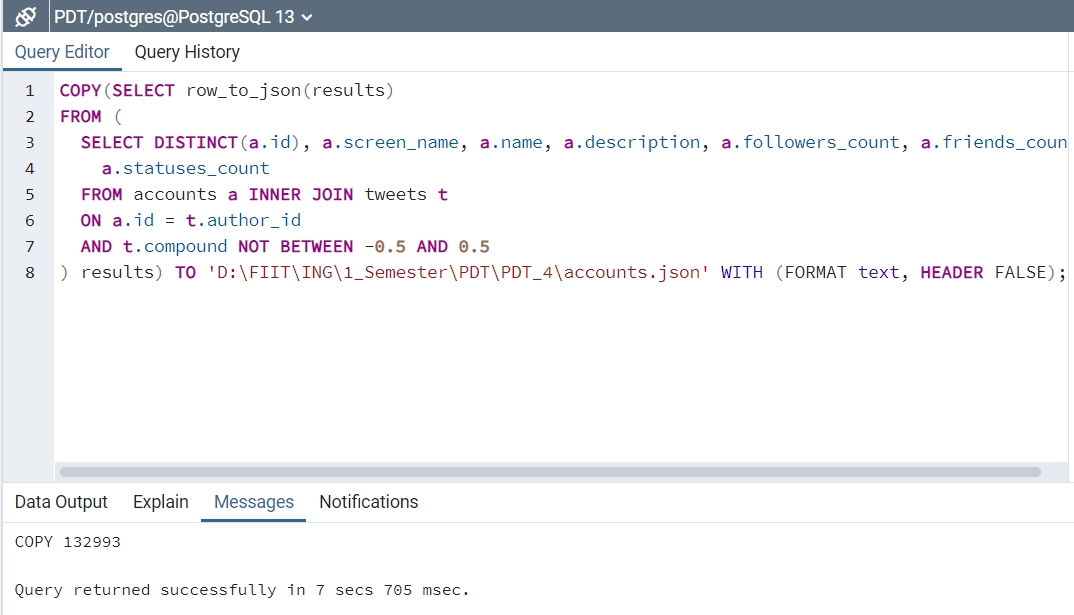 PDT/postgres@PostgreSQL 13
Query Editor Query History
1 COPY(SELECT row_to_json(results)
2 FROM (
3 SELECT DISTINCT(a.id), a.screen_name, a.name, a.description, a.followers_count, a.friends_coun
4 a.statuses_count
5 FROM accounts a INNER JOIN tweets t
6 ON a.id = t.author_id
7 AND t.compound NOT BETWEEN -0.5 AND 0.5
8 ) results) TO 'D:\FIIT\ING\1_Semester\PDT\PDT_4\accounts.json' WITH (FORMAT text, HEADER FALSE);
Data Output Explain Messages Notifications
COPY 132993
Query returned successfully in 7 secs 705 msec.